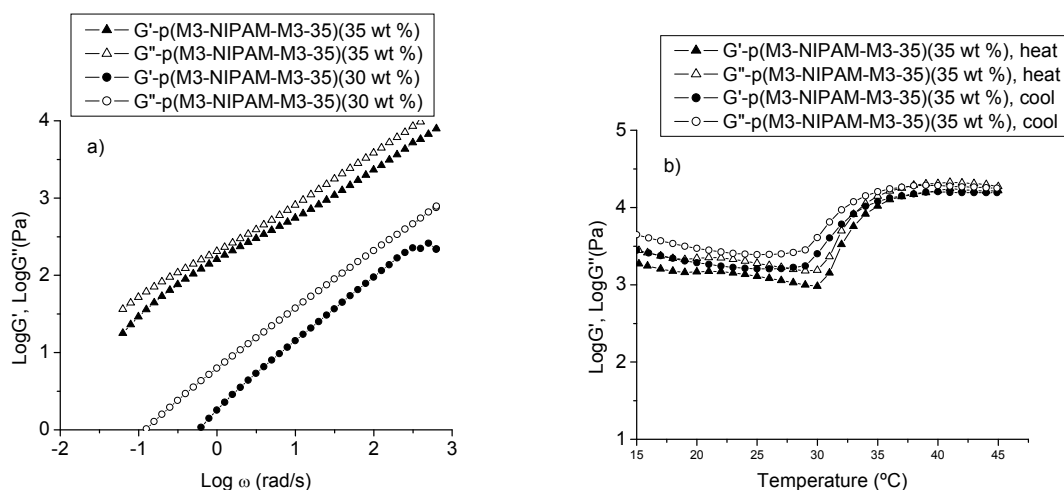 G'-p(M3-NIPAM-M3-35)(35 wt %)
G"-p(M3-NIPAM-M3-35)(35 wt %)
G'-p(M3-NIPAM-M3-35)(30 wt %)
G"-p(M3-NIPAM-M3-35)(30 wt %)
a)
LogG', LogG"(Pa)
4
3
2
1
0
-2
-1
0
1
2
3
Log ω (rad/s)
G'-p(M3-NIPAM-M3-35)(35 wt %), heat
G"-p(M3-NIPAM-M3-35)(35 wt %), heat
G'-p(M3-NIPAM-M3-35)(35 wt %), cool
G"-p(M3-NIPAM-M3-35)(35 wt %), cool
b)
LogG', LogG"(Pa)
5
4
3
2
1
15
20
25
30
35
40
45
Temperature (ºC)